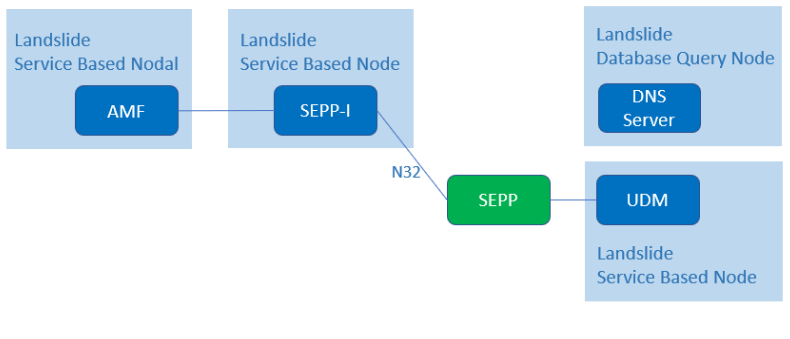 Landslide
Service Based Nodal
AMF
Landslide
Service Based Node
SEPP-I
Landslide
Database Query Node
DNS
Server
N32
SEPP
UDM
Landslide
Service Based Node